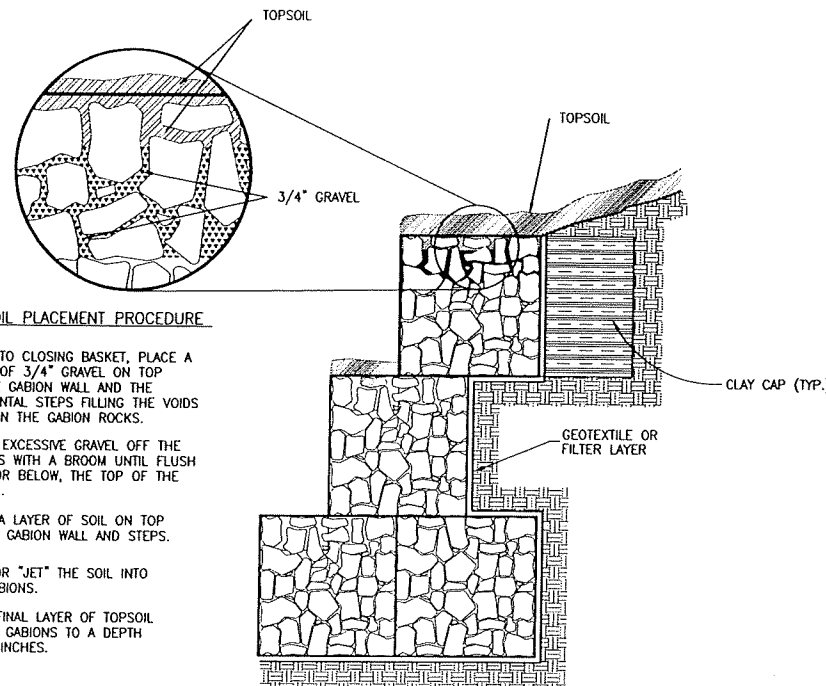 TOPSOIL
TOPSOIL
3/4" GRAVEL
OIL PLACEMENT PROCEDURE
TO CLOSING BASKET, PLACE A
OF 3/4" GRAVEL ON TOP
GABION WALL AND THE
NTAL STEPS FILLING THE VOIDS
N THE GABION ROCKS.
CLAY CAP (TYP.)
EXCESSIVE GRAVEL OFF THE
S WITH A BROOM UNTIL FLUSH
OR BELOW, THE TOP OF THE
GEOTEXTILE OR
FILTER LAYER
A LAYER OF SOIL ON TOP
GABION WALL AND STEPS.
OR "JET" THE SOIL INTO
BIONS.
FINAL LAYER OF TOPSOIL
GABIONS TO A DEPTH
INCHES.